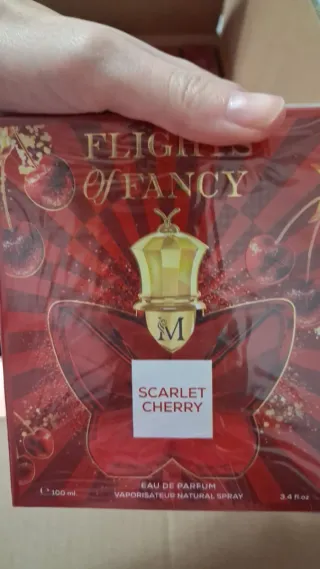 FLIGHTS
Of FANCY
M
SCARLET
CHERRY
EAU DE PARFUM
℮ 100 ml
VAPORISATEUR NATURAL SPRAY
3.4 fl oz